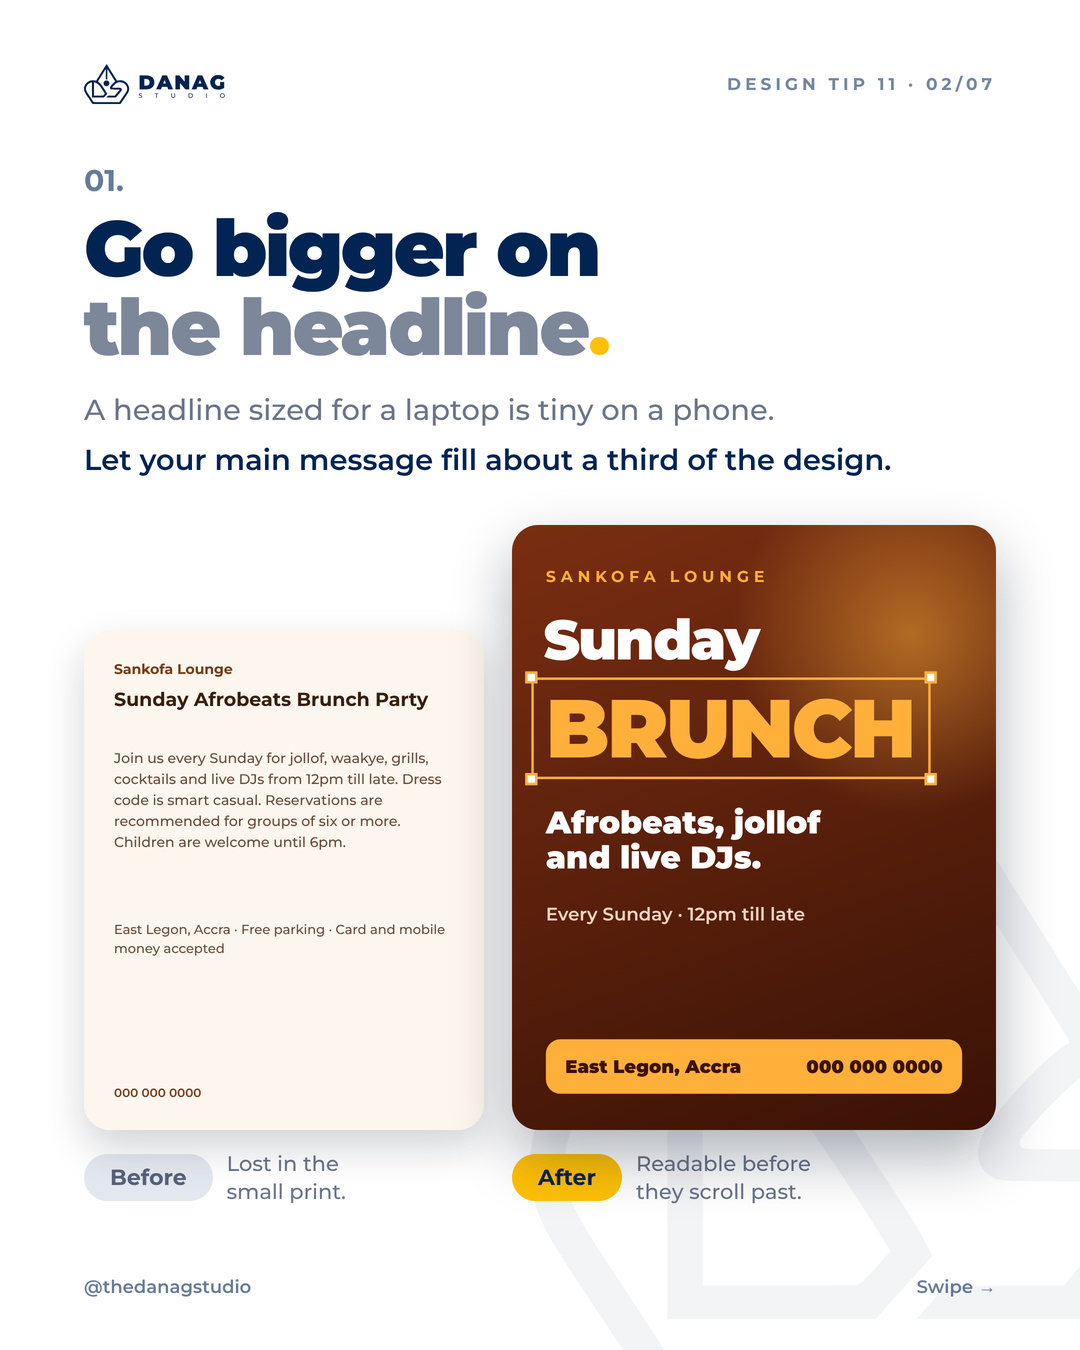 DANAG
STUDIO
DESIGN TIP 11 · 02/07
01.
Go bigger on
the headline.
A headline sized for a laptop is tiny on a phone.
Let your main message fill about a third of the design.
Sankofa Lounge
Sunday Afrobeats Brunch Party
Join us every Sunday for jollof, waakye, grills,
cocktails and live DJs from 12pm till late. Dress
code is smart casual. Reservations are
recommended for groups of six or more.
Children are welcome until 6pm.
East Legon, Accra · Free parking · Card and mobile
money accepted
000 000 0000
Before
Lost in the
small print.
SANKOFA LOUNGE
Sunday
BRUNCH
Afrobeats, jollof
and live DJs.
Every Sunday · 12pm till late
East Legon, Accra
000 000 0000
After
Readable before
they scroll past.
@thedanagstudio
Swipe →